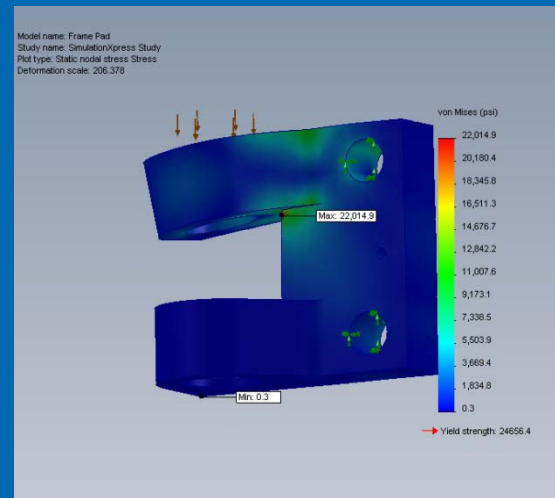 Model name: Frame Pad
Study name: SimulationXpress Study
Plot type: Static nodal stress Stress
Deformation scale: 206.378
von Mises (psi)
22,014.9
20,180.4
18,345.8
16,511.3
14,676.7
12,842.2
11,007.6
9,173.1
7,338.5
5,503.9
3,669.4
1,834.8
0.3
Max: 22,014.9
Min: 0.3
Yield strength: 24656.4